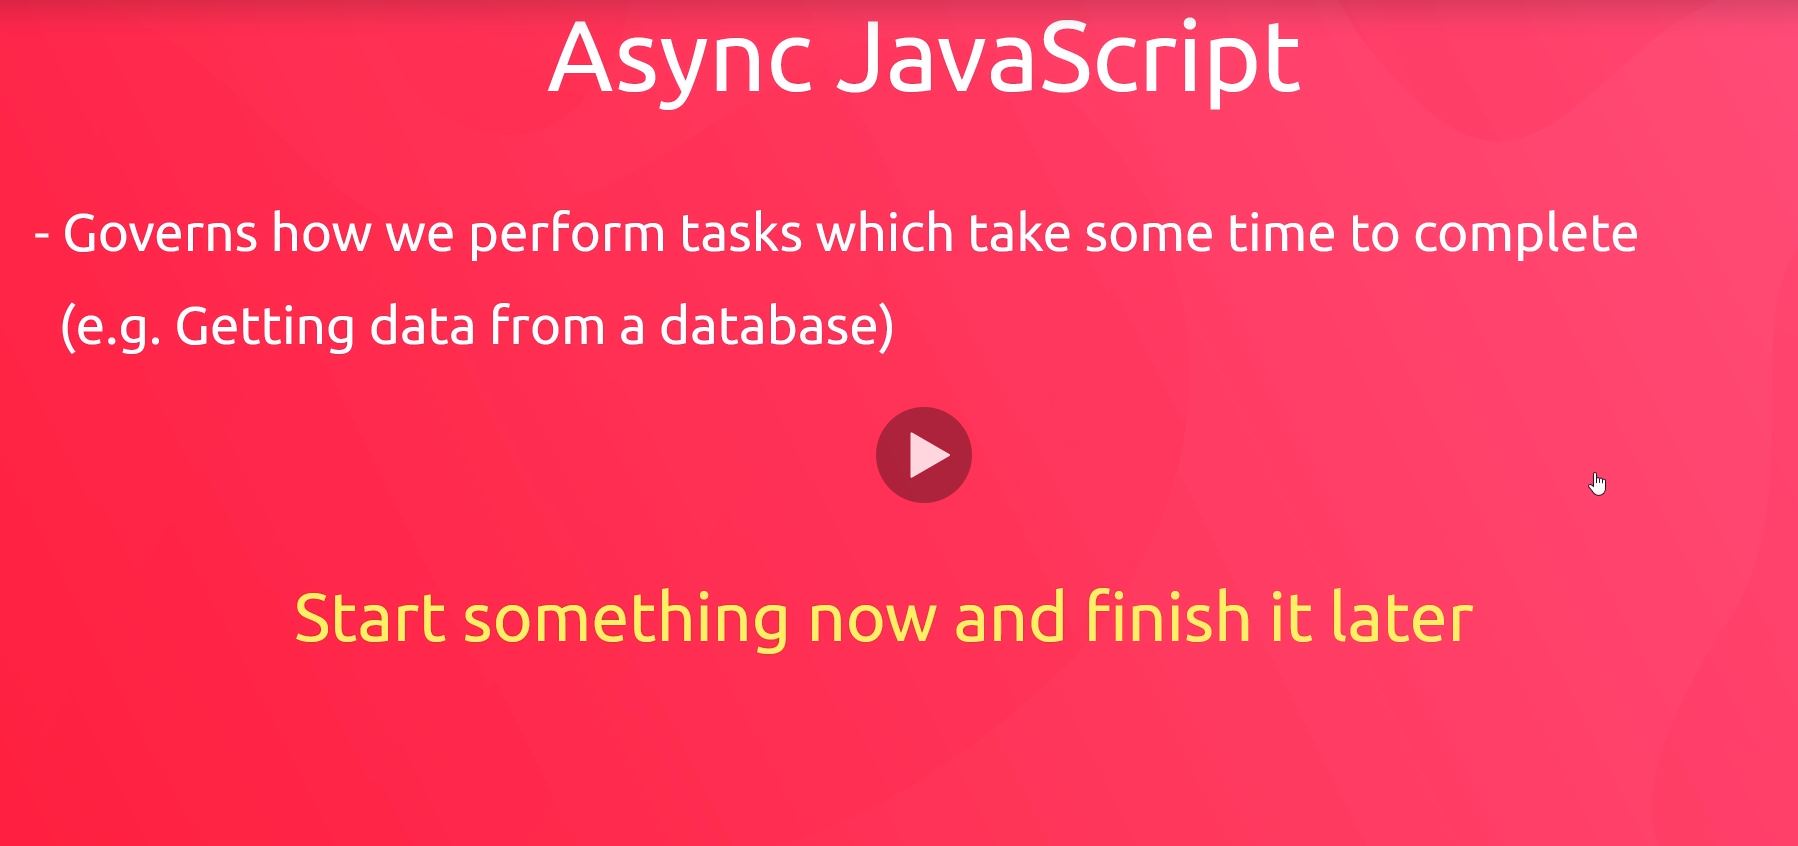 Async JavaScript
- Governs how we perform tasks which take some time to complete
(e.g. Getting data from a database)
Start something now and finish it later